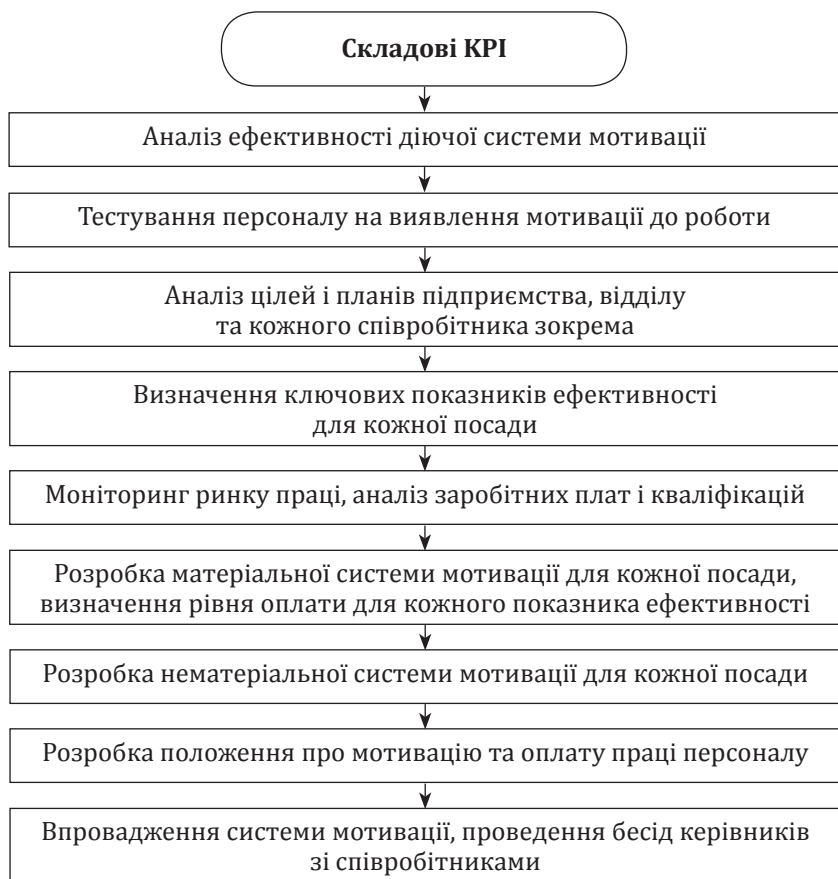 Складові KPI
Аналіз ефективності діючої системи мотивації
Тестування персоналу на виявлення мотивації до роботи
Аналіз цілей і планів підприємства, відділу
та кожного співробітника зокрема
Визначення ключових показників ефективності
для кожної посади
Моніторинг ринку праці, аналіз заробітних плат і кваліфікацій
Розробка матеріальної системи мотивації для кожної посади,
визначення рівня оплати для кожного показника ефективності
Розробка нематеріальної системи мотивації для кожної посади
Розробка положення про мотивацію та оплату праці персоналу
Впровадження системи мотивації, проведення бесід керівників
зі співробітниками